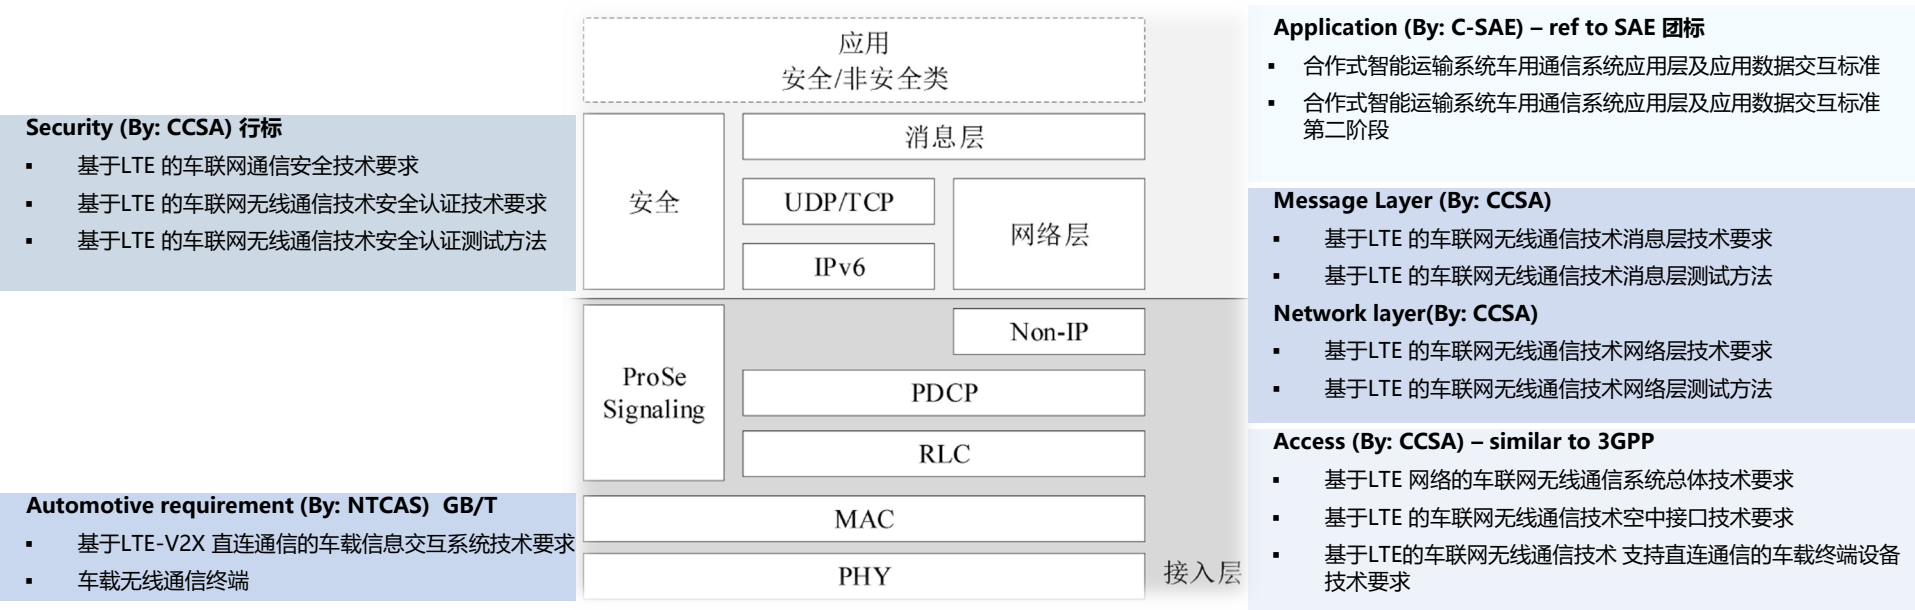 Security (By: CCSA) 行标
▪ 基于LTE 的车联网通信安全技术要求
▪ 基于LTE 的车联网无线通信技术安全认证技术要求
▪ 基于LTE 的车联网无线通信技术安全认证测试方法
Automotive requirement (By: NTCAS) GB/T
▪ 基于LTE-V2X 直连通信的车载信息交互系统技术要求
▪ 车载无线通信终端
应用
安全/非安全类
安全
消息层
UDP/TCP
IPv6
网络层
ProSe
Signaling
Non-IP
PDCP
RLC
MAC
PHY
接入层
Application (By: C-SAE) – ref to SAE 团标
▪ 合作式智能运输系统车用通信系统应用层及应用数据交互标准
▪ 合作式智能运输系统车用通信系统应用层及应用数据交互标准
第二阶段
Message Layer (By: CCSA)
▪ 基于LTE 的车联网无线通信技术消息层技术要求
▪ 基于LTE 的车联网无线通信技术消息层测试方法
Network layer(By: CCSA)
▪ 基于LTE 的车联网无线通信技术网络层技术要求
▪ 基于LTE 的车联网无线通信技术网络层测试方法
Access (By: CCSA) – similar to 3GPP
▪ 基于LTE 网络的车联网无线通信系统总体技术要求
▪ 基于LTE 的车联网无线通信技术空中接口技术要求
▪ 基于LTE的车联网无线通信技术 支持直连通信的车载终端设备
技术要求